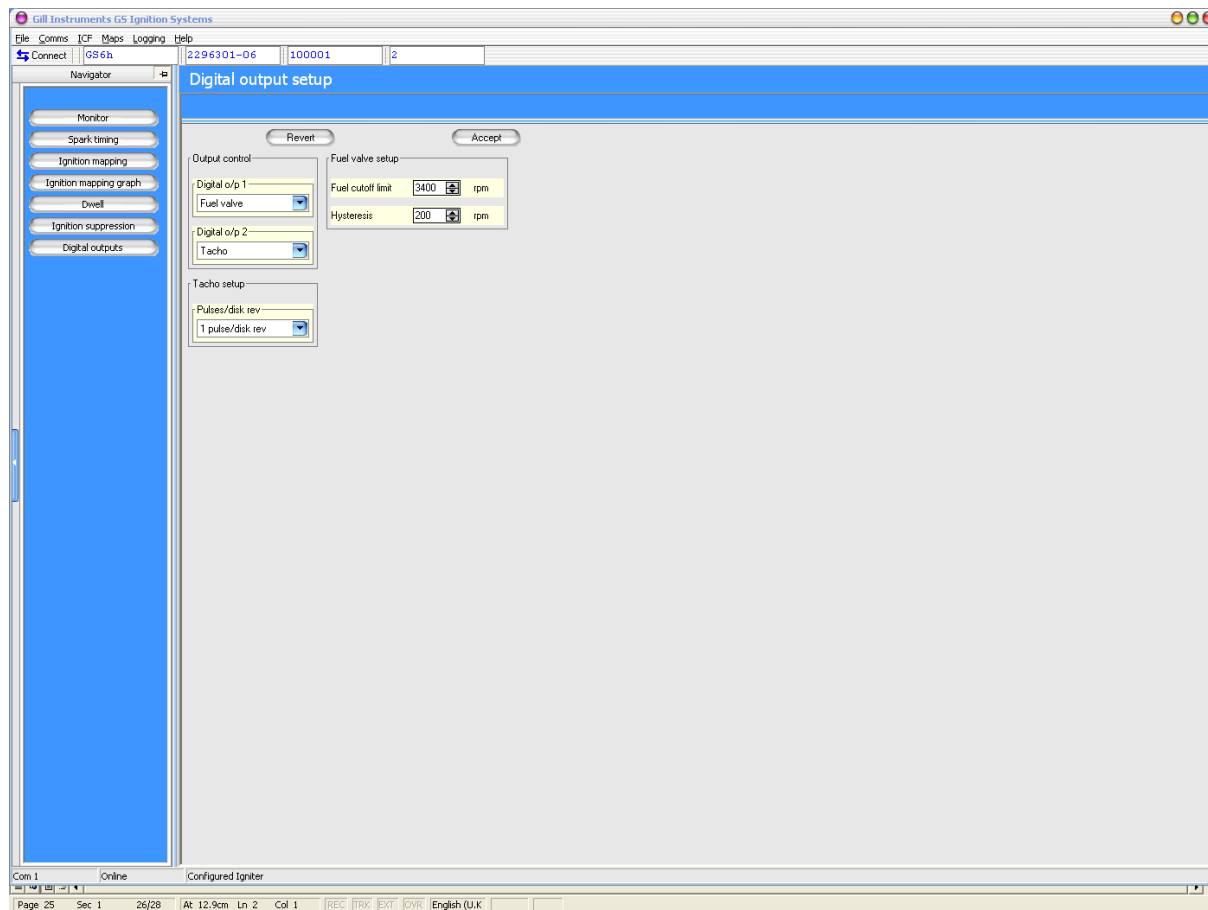 Gill Instruments GS Ignition Systems
File Comms ICF Maps Logging Help
Connect GS6h 2296301-06 100001 2
Navigator
Digital output setup
Monitor
Spark timing
Ignition mapping
Ignition mapping graph
Dwell
Ignition suppression
Digital outputs
Revert Accept
Output control
Digital o/p 1
Fuel valve
Digital o/p 2
Tacho
Fuel valve setup
Fuel cutoff limit 3400 rpm
Hysteresis 200 rpm
Tacho setup
Pulses/disk rev
1 pulse/disk rev
Com 1 Online Configured Igniter
Page 25 Sec 1 26/28 At 12.9cm Ln 2 Col 1 REC TRK EXT OVR English (U.K